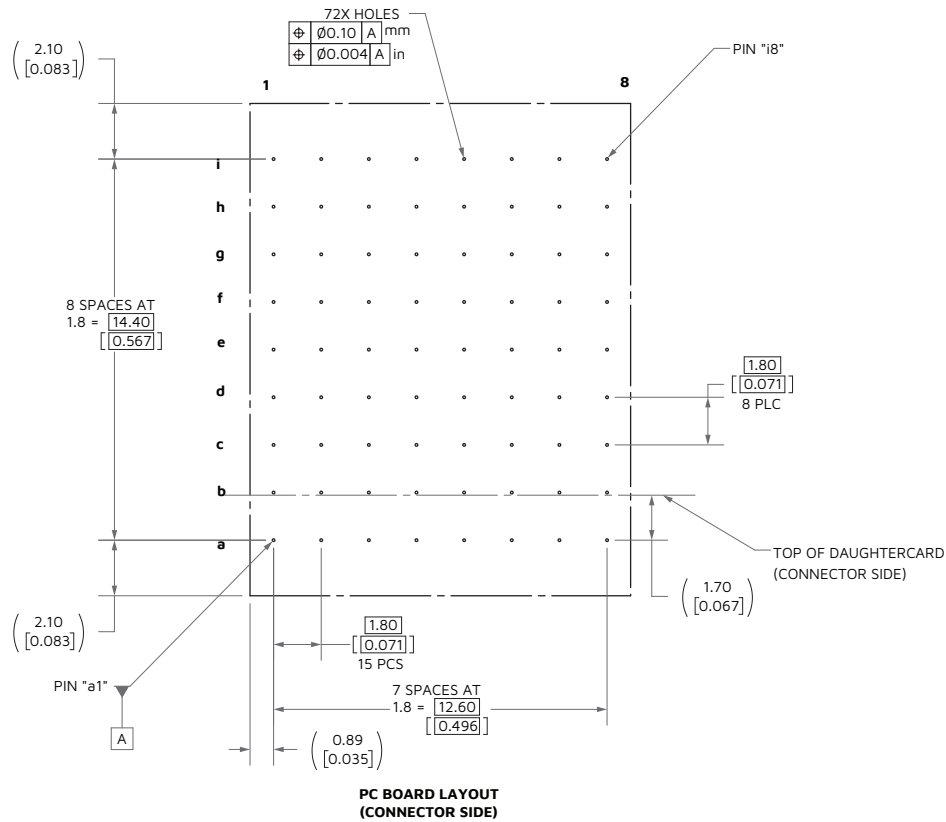 72X HOLES
⌖ Ø0.10 A mm
⌖ Ø0.004 A in
2.10
[0.083]
PIN "i8"
1
8
i
h
g
f
8 SPACES AT
1.8 = 14.40
[0.567]
e
1.80
[0.071]
8 PLC
d
c
b
a
TOP OF DAUGHTERCARD
(CONNECTOR SIDE)
1.70
[0.067]
2.10
[0.083]
1.80
[0.071]
15 PCS
PIN "a1"
7 SPACES AT
1.8 = 12.60
[0.496]
A
0.89
[0.035]
PC BOARD LAYOUT
(CONNECTOR SIDE)